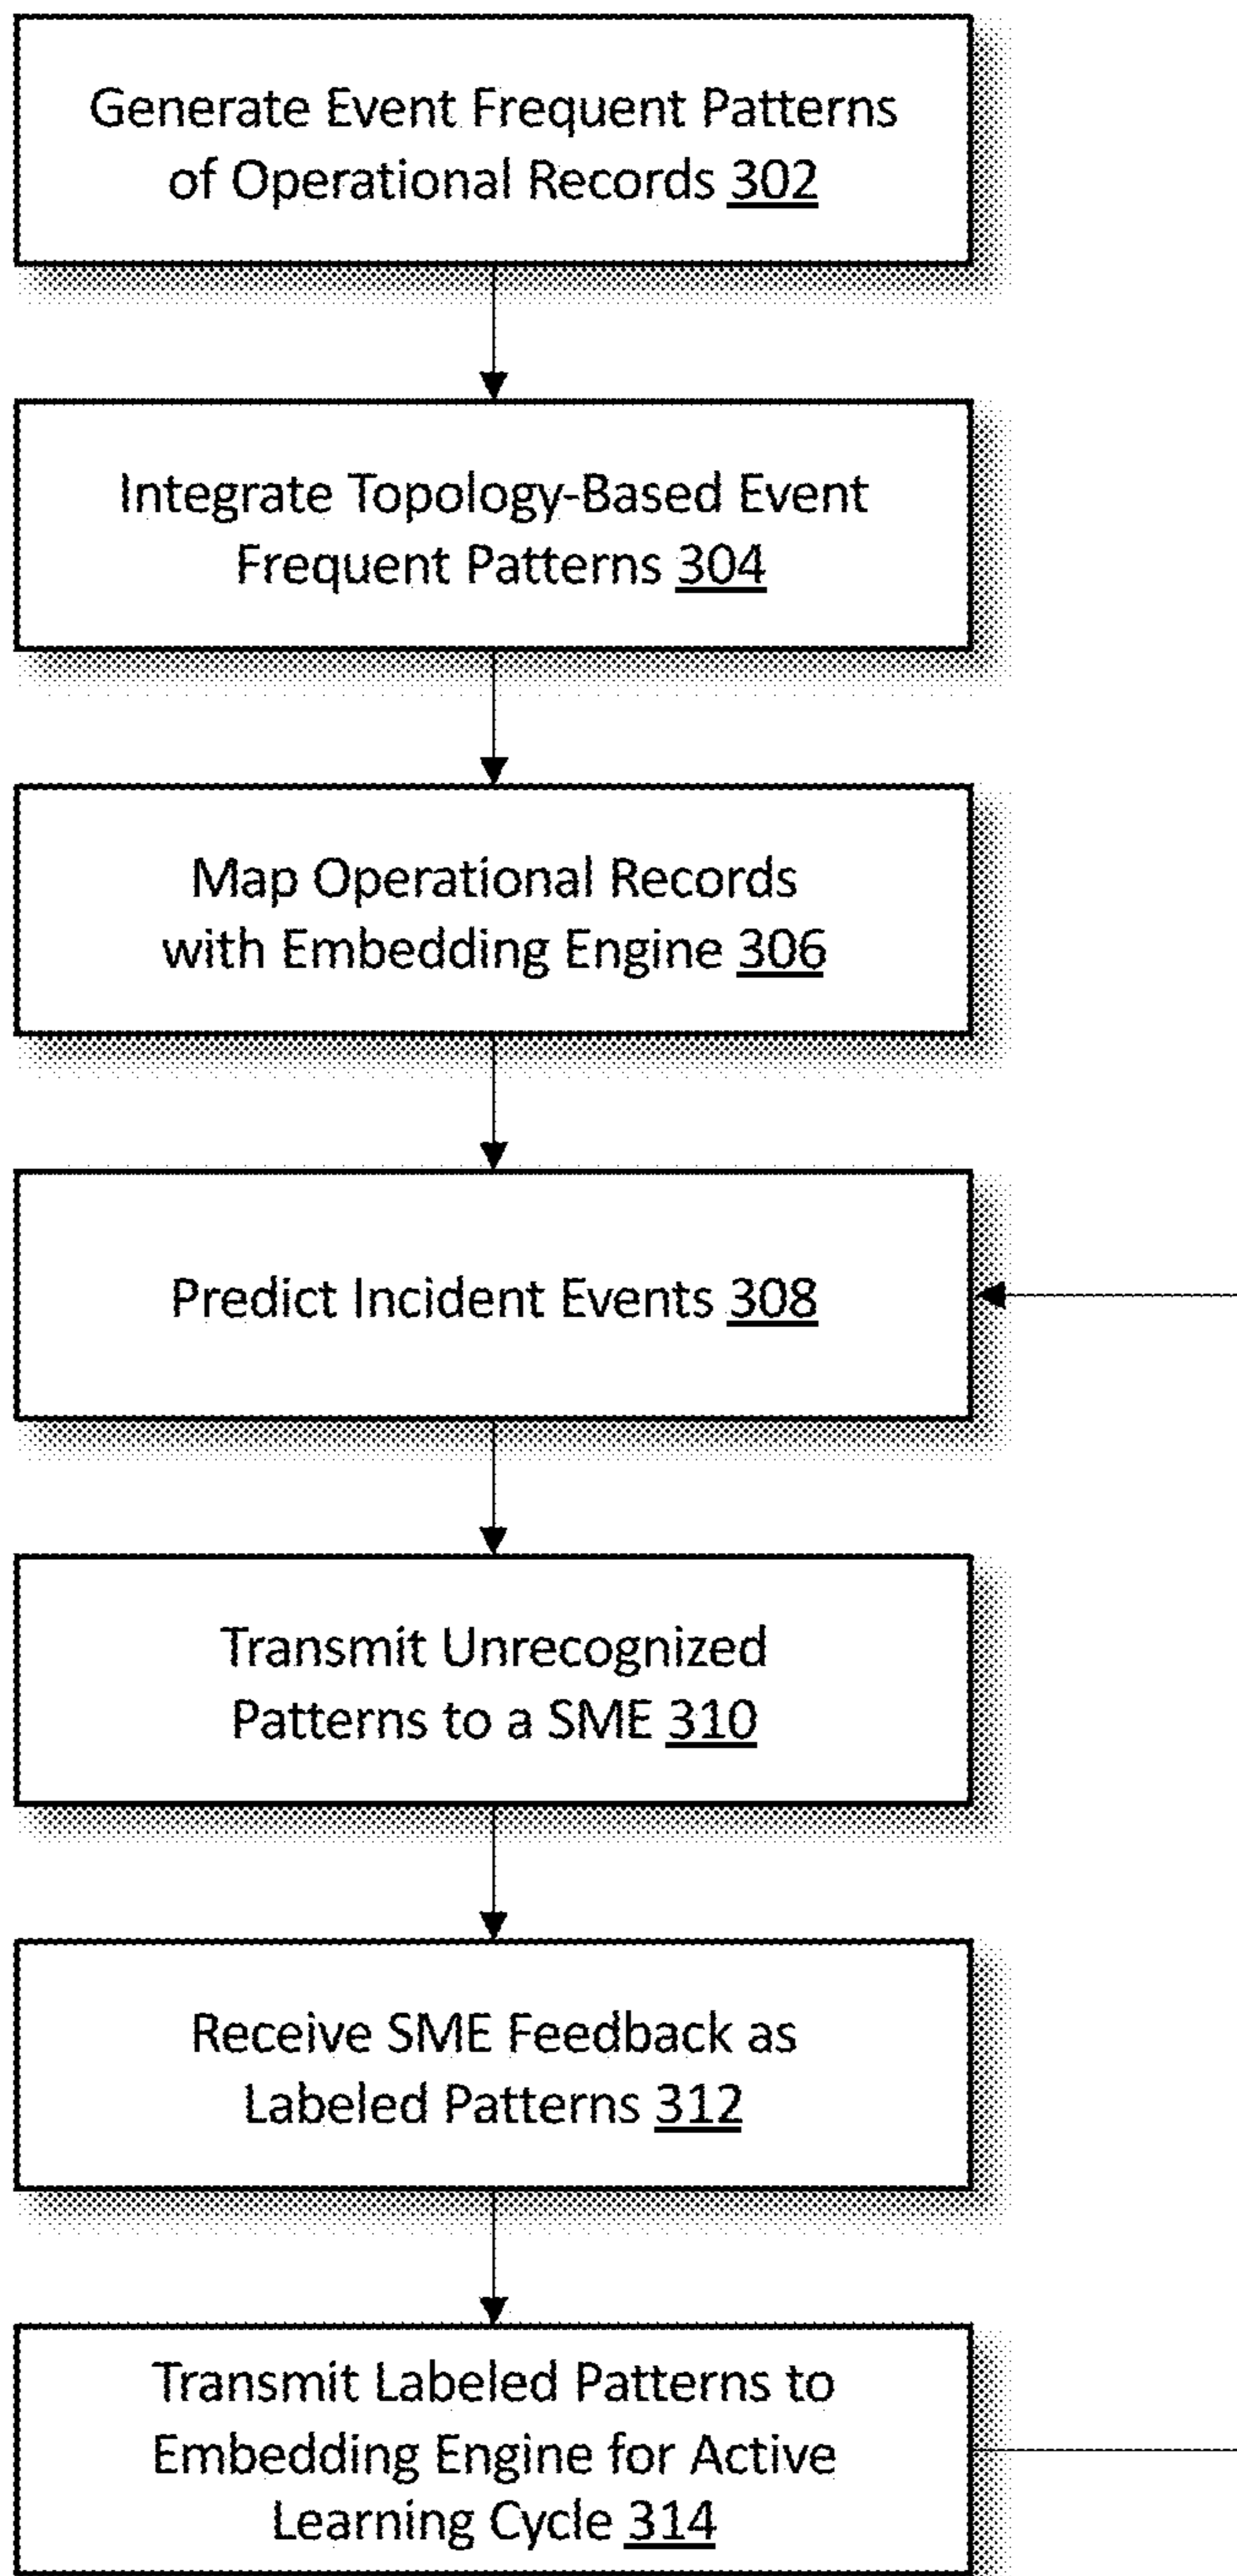 Generate Event Frequent Patterns
of Operational Records 302
Integrate Topology-Based Event
Frequent Patterns 304
Map Operational Records
with Embedding Engine 306
Predict Incident Events 308
Transmit Unrecognized
Patterns to a SME 310
Receive SME Feedback as
Labeled Patterns 312
Transmit Labeled Patterns to
Embedding Engine for Active
Learning Cycle 314